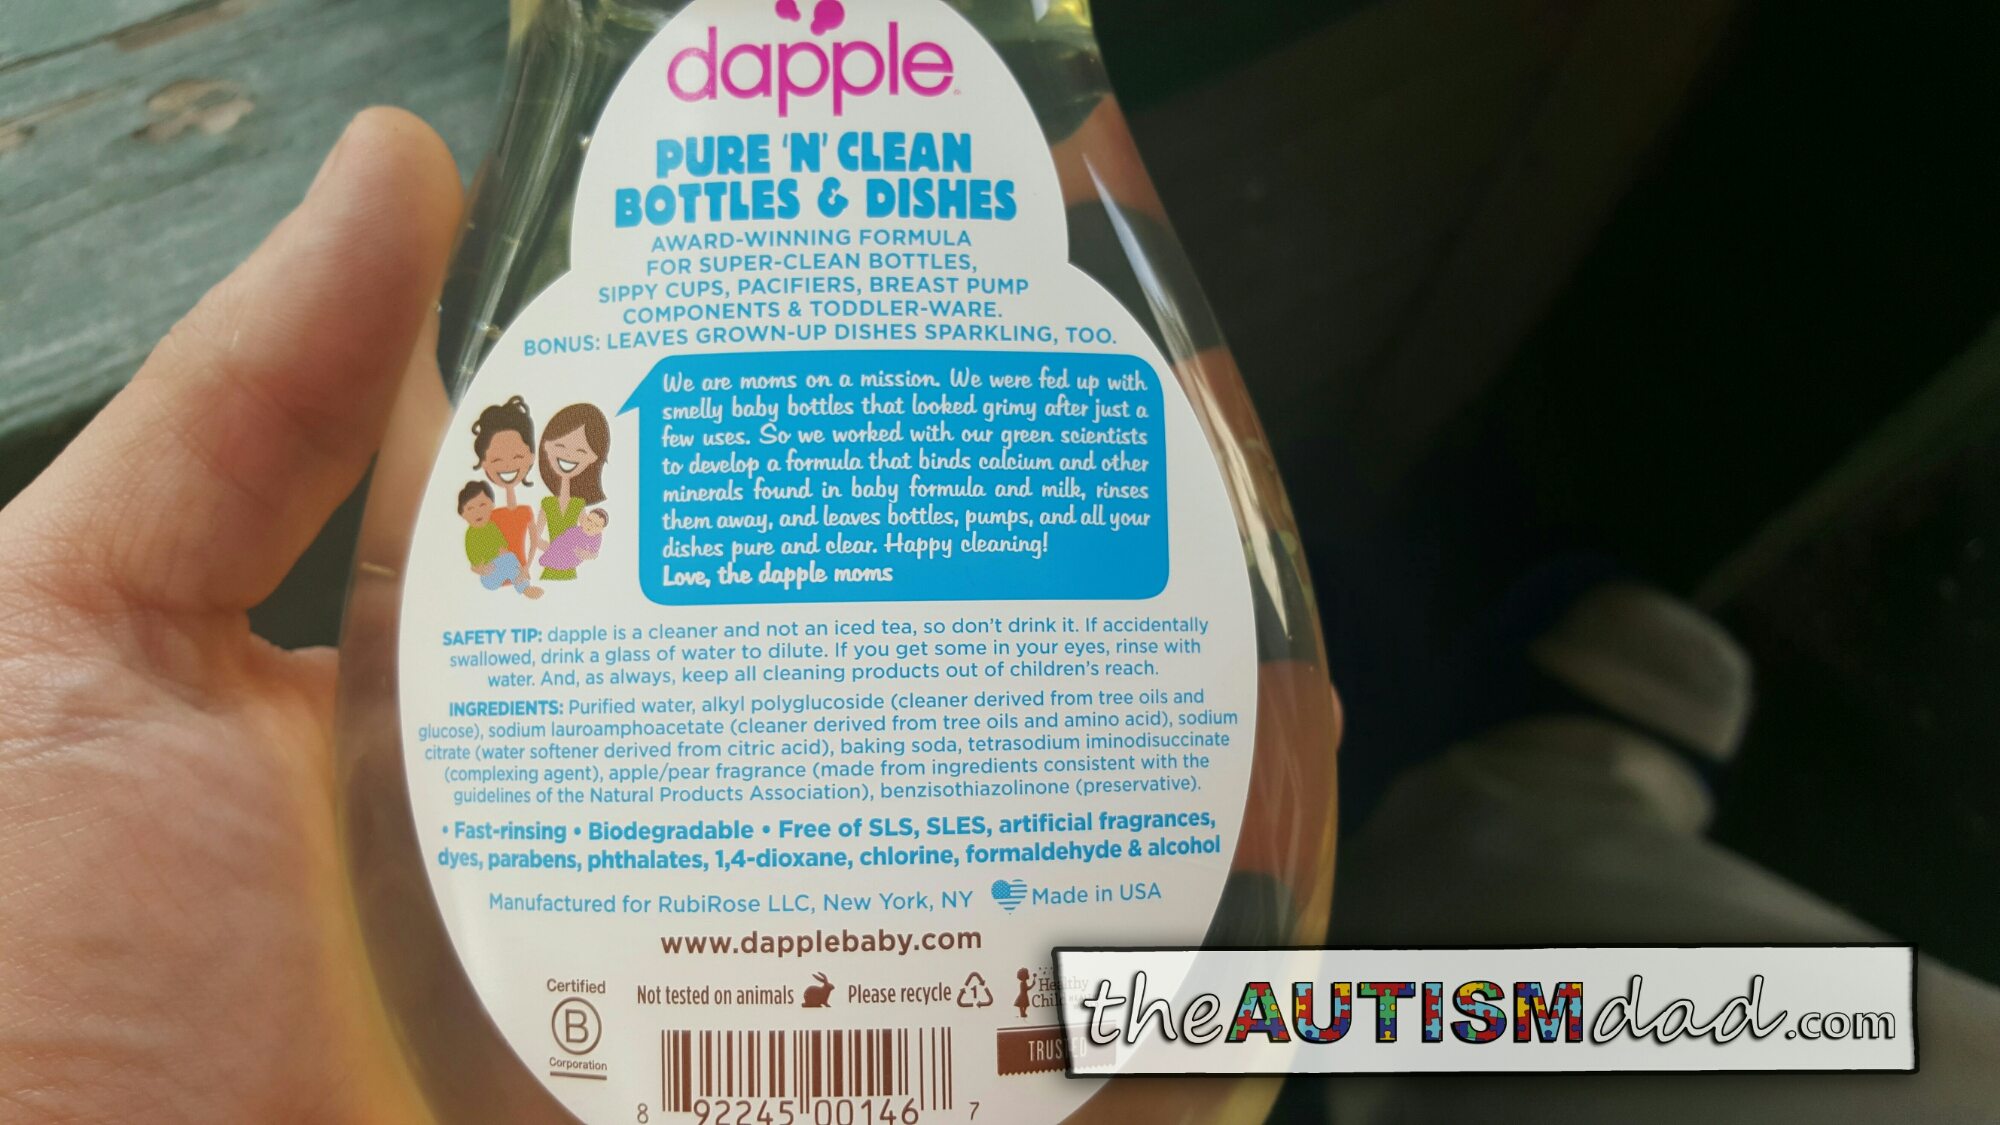 dapple
PURE 'N' CLEAN
BOTTLES & DISHES
AWARD-WINNING FORMULA
FOR SUPER-CLEAN BOTTLES,
SIPPY CUPS, PACIFIERS, BREAST PUMP
COMPONENTS & TODDLER-WARE.
BONUS: LEAVES GROWN-UP DISHES SPARKLING, TOO.
We are moms on a mission. We were fed up with
smelly baby bottles that looked grimy after just a
few uses. So we worked with our green scientists
to develop a formula that binds calcium and other
minerals found in baby formula and milk, rinses
them away, and leaves bottles, pumps, and all your
dishes pure and clear. Happy cleaning!
Love, the dapple moms
SAFETY TIP: dapple is a cleaner and not an iced tea, so don't drink it. If accidentally
swallowed, drink a glass of water to dilute. If you get some in your eyes, rinse with
water. And, as always, keep all cleaning products out of children's reach.
INGREDIENTS: Purified water, alkyl polyglucoside (cleaner derived from tree oils and
glucose), sodium lauroamphoacetate (cleaner derived from tree oils and amino acid), sodium
citrate (water softener derived from citric acid), baking soda, tetrasodium iminodisuccinate
(complexing agent), apple/pear fragrance (made from ingredients consistent with the
guidelines of the Natural Products Association), benzisothiazolinone (preservative).
• Fast-rinsing • Biodegradable • Free of SLS, SLES, artificial fragrances,
dyes, parabens, phthalates, 1,4-dioxane, chlorine, formaldehyde & alcohol
Manufactured for RubiRose LLC, New York, NY Made in USA
www.dapplebaby.com
Certified
B
Corporation
Not tested on animals Please recycle 1
Healthy
Chil
TRUSTED
8 92245 00146 7
theAUTISMdad.com